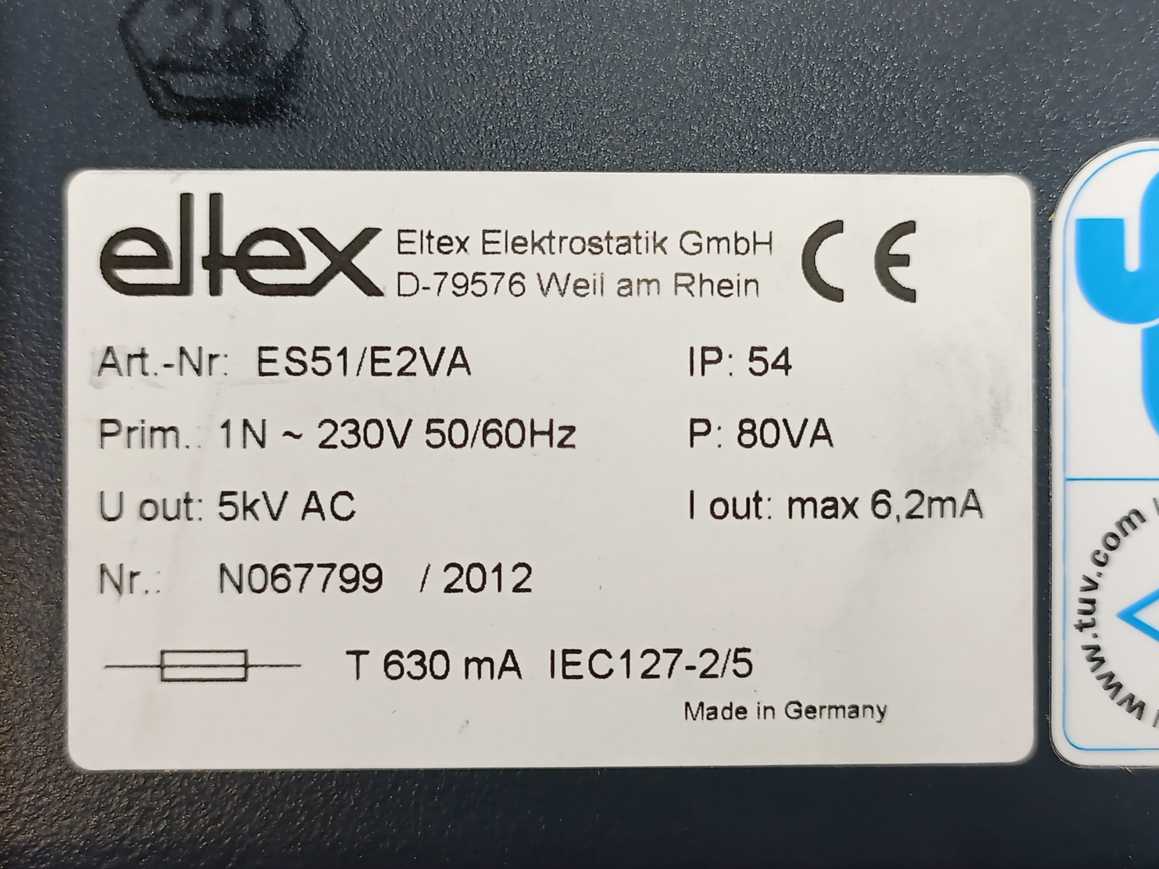 29
eltex
Eltex Elektrostatik GmbH
D-79576 Weil am Rhein
CE
Art.-Nr: ES51/E2VA IP: 54
Prim.: 1N ~ 230V 50/60Hz P: 80VA
U out: 5kV AC I out: max 6,2mA
Nr.: N067799 / 2012
T 630 mA IEC127-2/5
Made in Germany
www.tuv.com